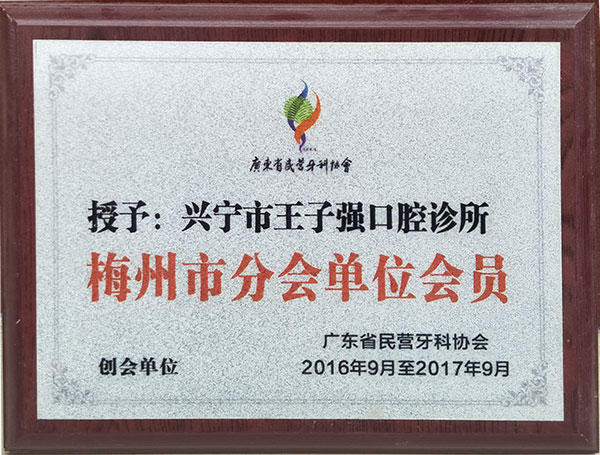 廣東省民营牙科协會
授予：兴宁市王子强口腔诊所
梅州市分会单位会员
广东省民营牙科协会
创会单位 2016年9月至2017年9月